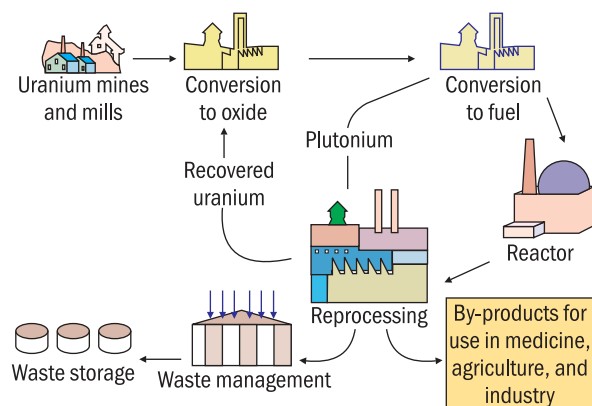 Uranium mines
and mills
Conversion
to oxide
Conversion
to fuel
Plutonium
Recovered
uranium
Reactor
Reprocessing
By-products for
use in medicine,
agriculture, and
industry
Waste storage
Waste management